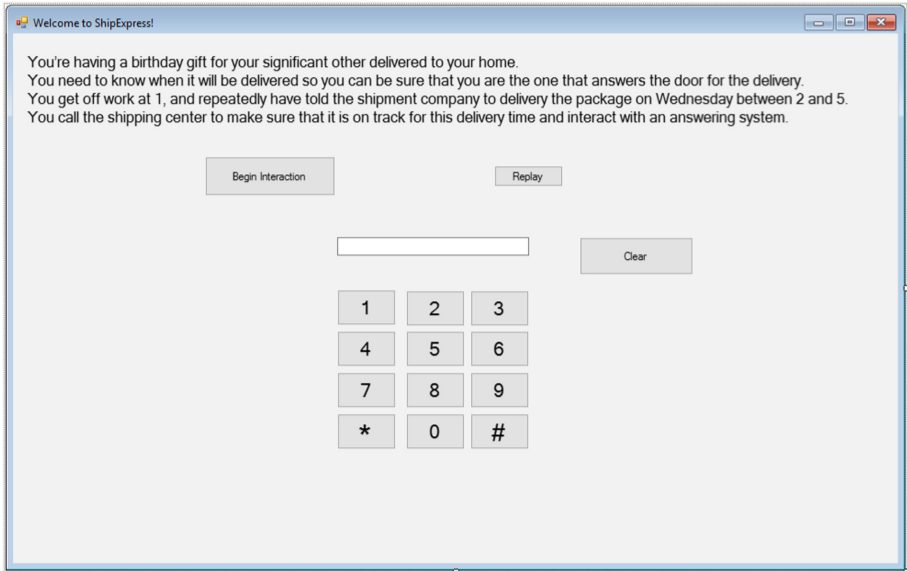 Welcome to ShipExpress!
You're having a birthday gift for your significant other delivered to your home.
You need to know when it will be delivered so you can be sure that you are the one that answers the door for the delivery.
You get off work at 1, and repeatedly have told the shipment company to delivery the package on Wednesday between 2 and 5.
You call the shipping center to make sure that it is on track for this delivery time and interact with an answering system.
Begin Interaction Replay
Clear
1 2 3
4 5 6
7 8 9
* 0 #